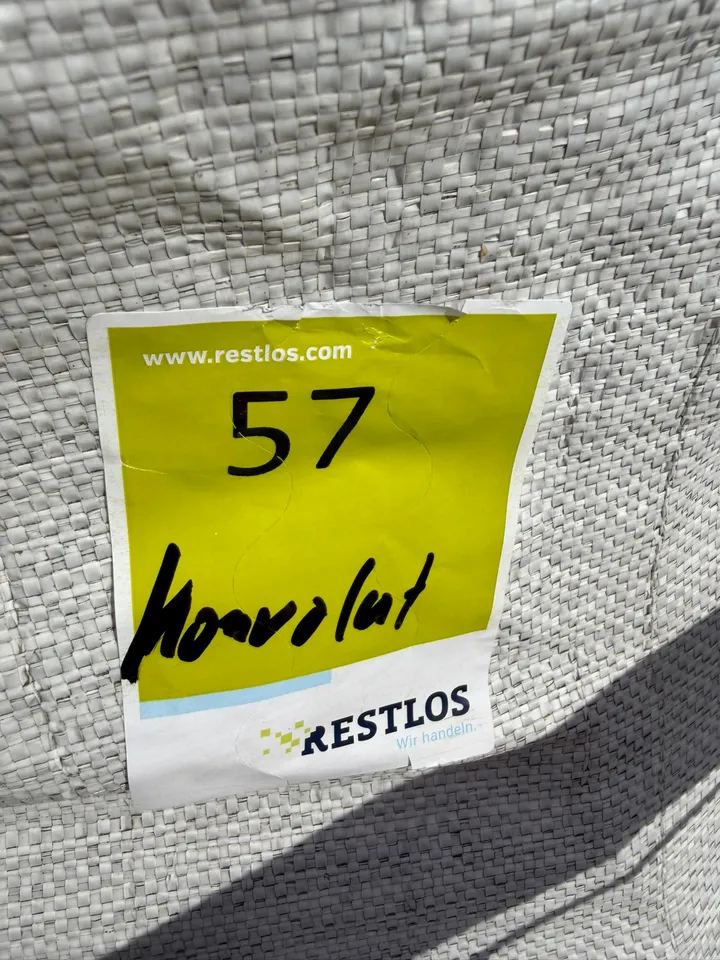 www.restlos.com
57
Konvolut
RESTLOS
Wir handeln.